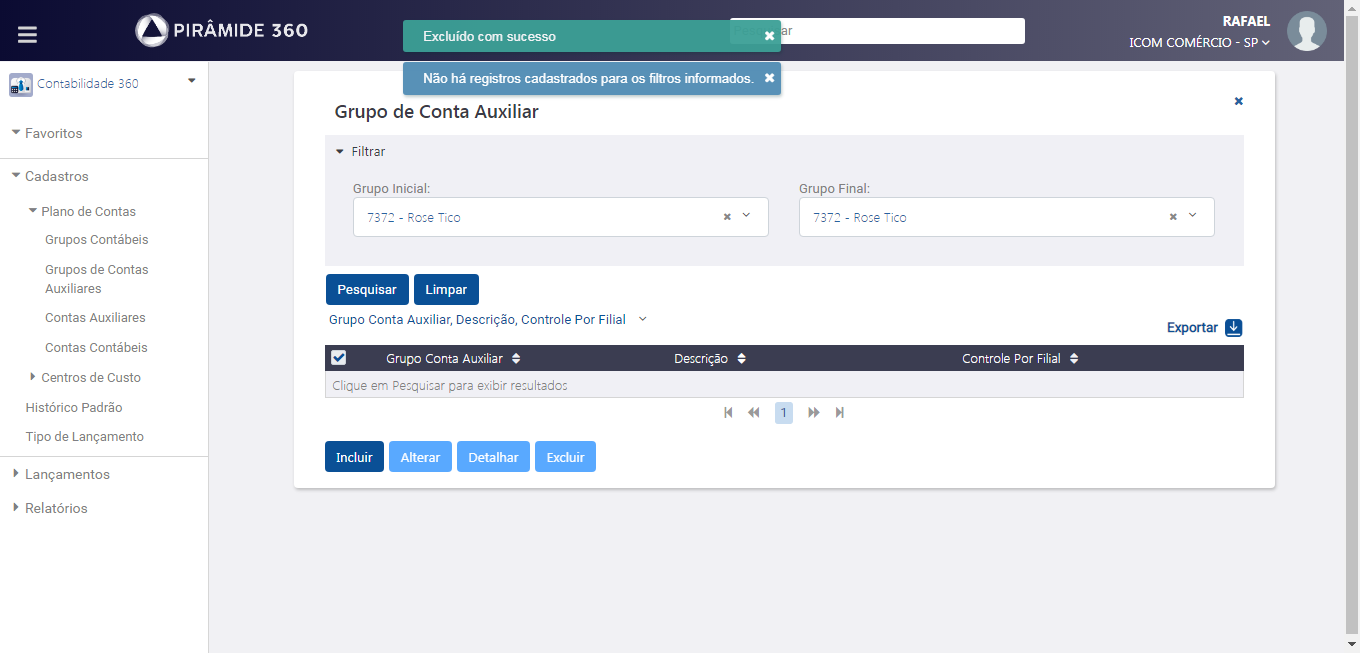 PIRÂMIDE 360
Excluído com sucesso
RAFAEL
ICOM COMÉRCIO - SP
Não há registros cadastrados para os filtros informados.
Contabilidade 360
Favoritos
Cadastros
Plano de Contas
Grupos Contábeis
Grupos de Contas
Auxiliares
Contas Auxiliares
Contas Contábeis
Centros de Custo
Histórico Padrão
Tipo de Lançamento
Lançamentos
Relatórios
Grupo de Conta Auxiliar
Filtrar
Grupo Inicial:
Grupo Final:
7372 - Rose Tico
7372 - Rose Tico
Pesquisar
Limpar
Grupo Conta Auxiliar, Descrição, Controle Por Filial
Exportar
Grupo Conta Auxiliar
Descrição
Controle Por Filial
Clique em Pesquisar para exibir resultados
1
Incluir
Alterar
Detalhar
Excluir